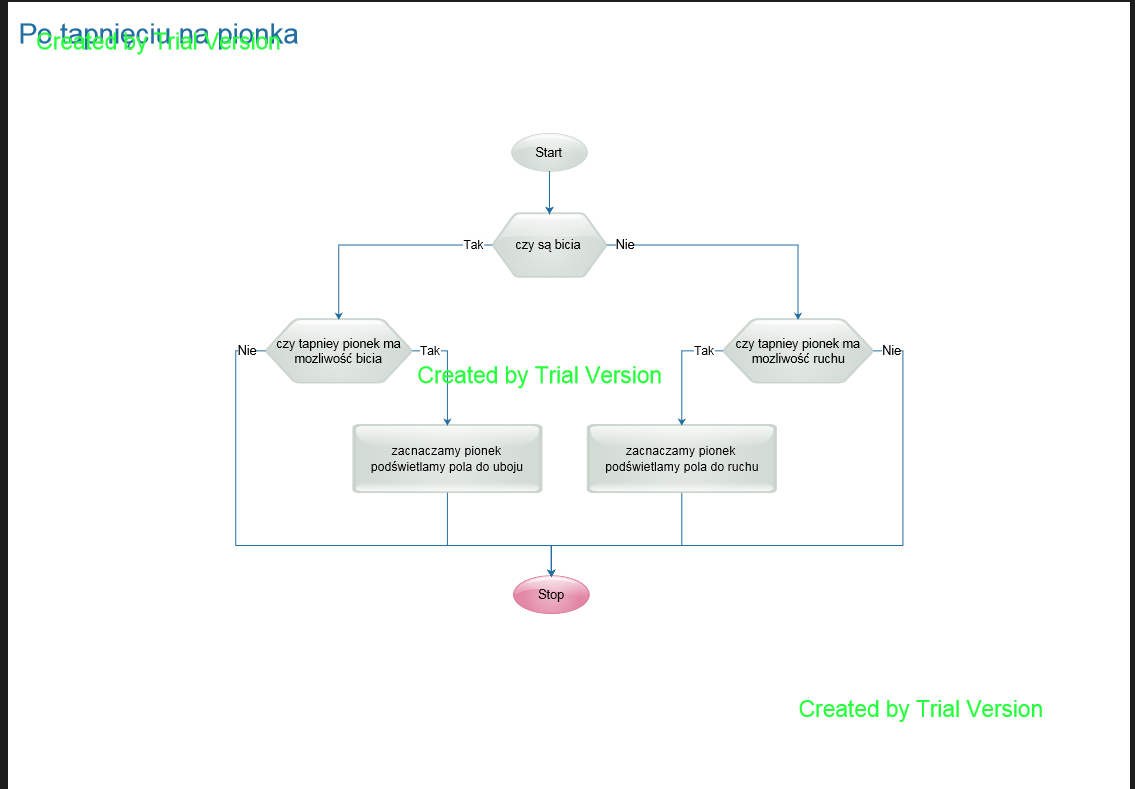 Po tapnięciu na pionka
Created by Trial Version
Start
Tak
czy są bicia
Nie
Nie
czy tapniey pionek ma
mozliwość bicia
Tak
Tak
czy tapniey pionek ma
mozliwość ruchu
Nie
Created by Trial Version
zacnaczamy pionek
podświetlamy pola do uboju
zacnaczamy pionek
podświetlamy pola do ruchu
Stop
Created by Trial Version